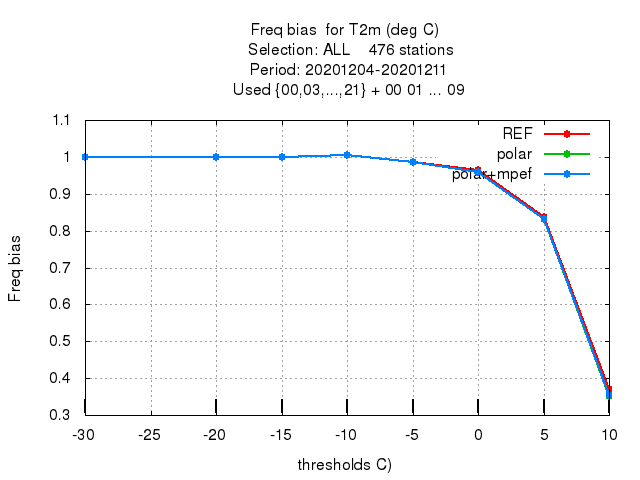 Freq bias  for T2m (deg C)
Selection: ALL    476 stations
Period: 20201204-20201211
Used {00,03,...,21} + 00 01 ... 09
1.1
REF
polar
1
polar+mpef
0.9
0.8
Freq bias
0.7
0.6
0.5
0.4
0.3
-30 -25 -20 -15 -10 -5 0 5 10
thresholds C)